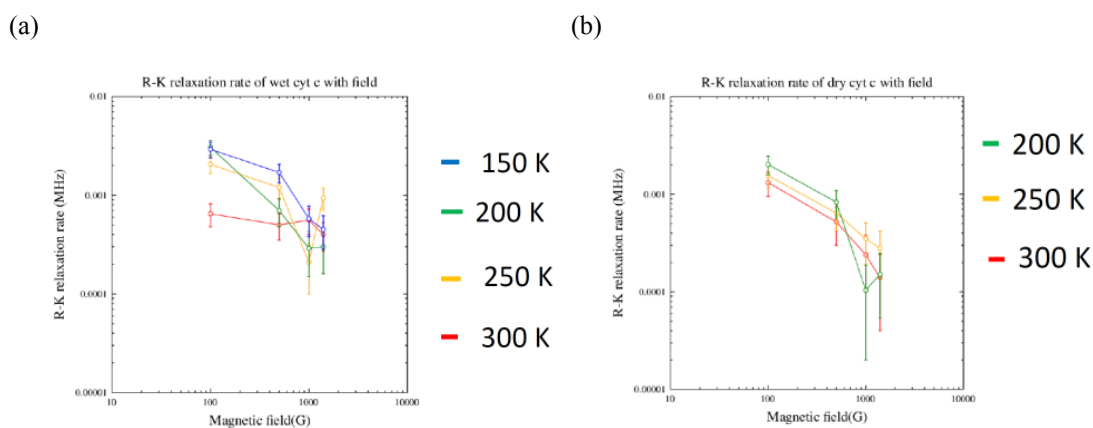 (a)
(b)
R-K relaxation rate of wet cyt c with field
0.01
0.001
0.0001
0.00001
R-K relaxation rate (MHz)
10
100
1000
10000
Magnetic field(G)
150 K
200 K
250 K
300 K
R-K relaxation rate of dry cyt c with field
0.01
0.001
0.0001
0.00001
R-K relaxation rate (MHz)
10
100
1000
10000
Magnetic field(G)
200 K
250 K
300 K